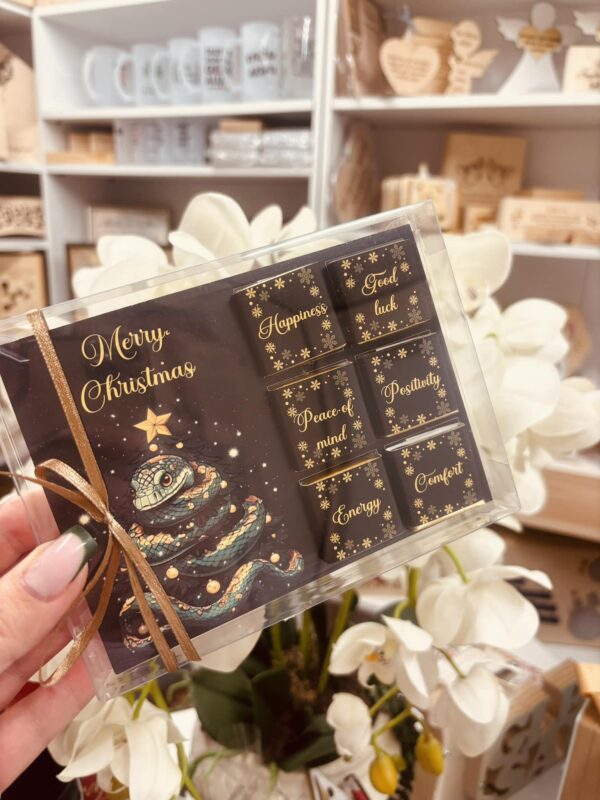 Merry
Christmas
Happiness
Good
luck
Peace of
mind
Positivity
Energy
Comfort